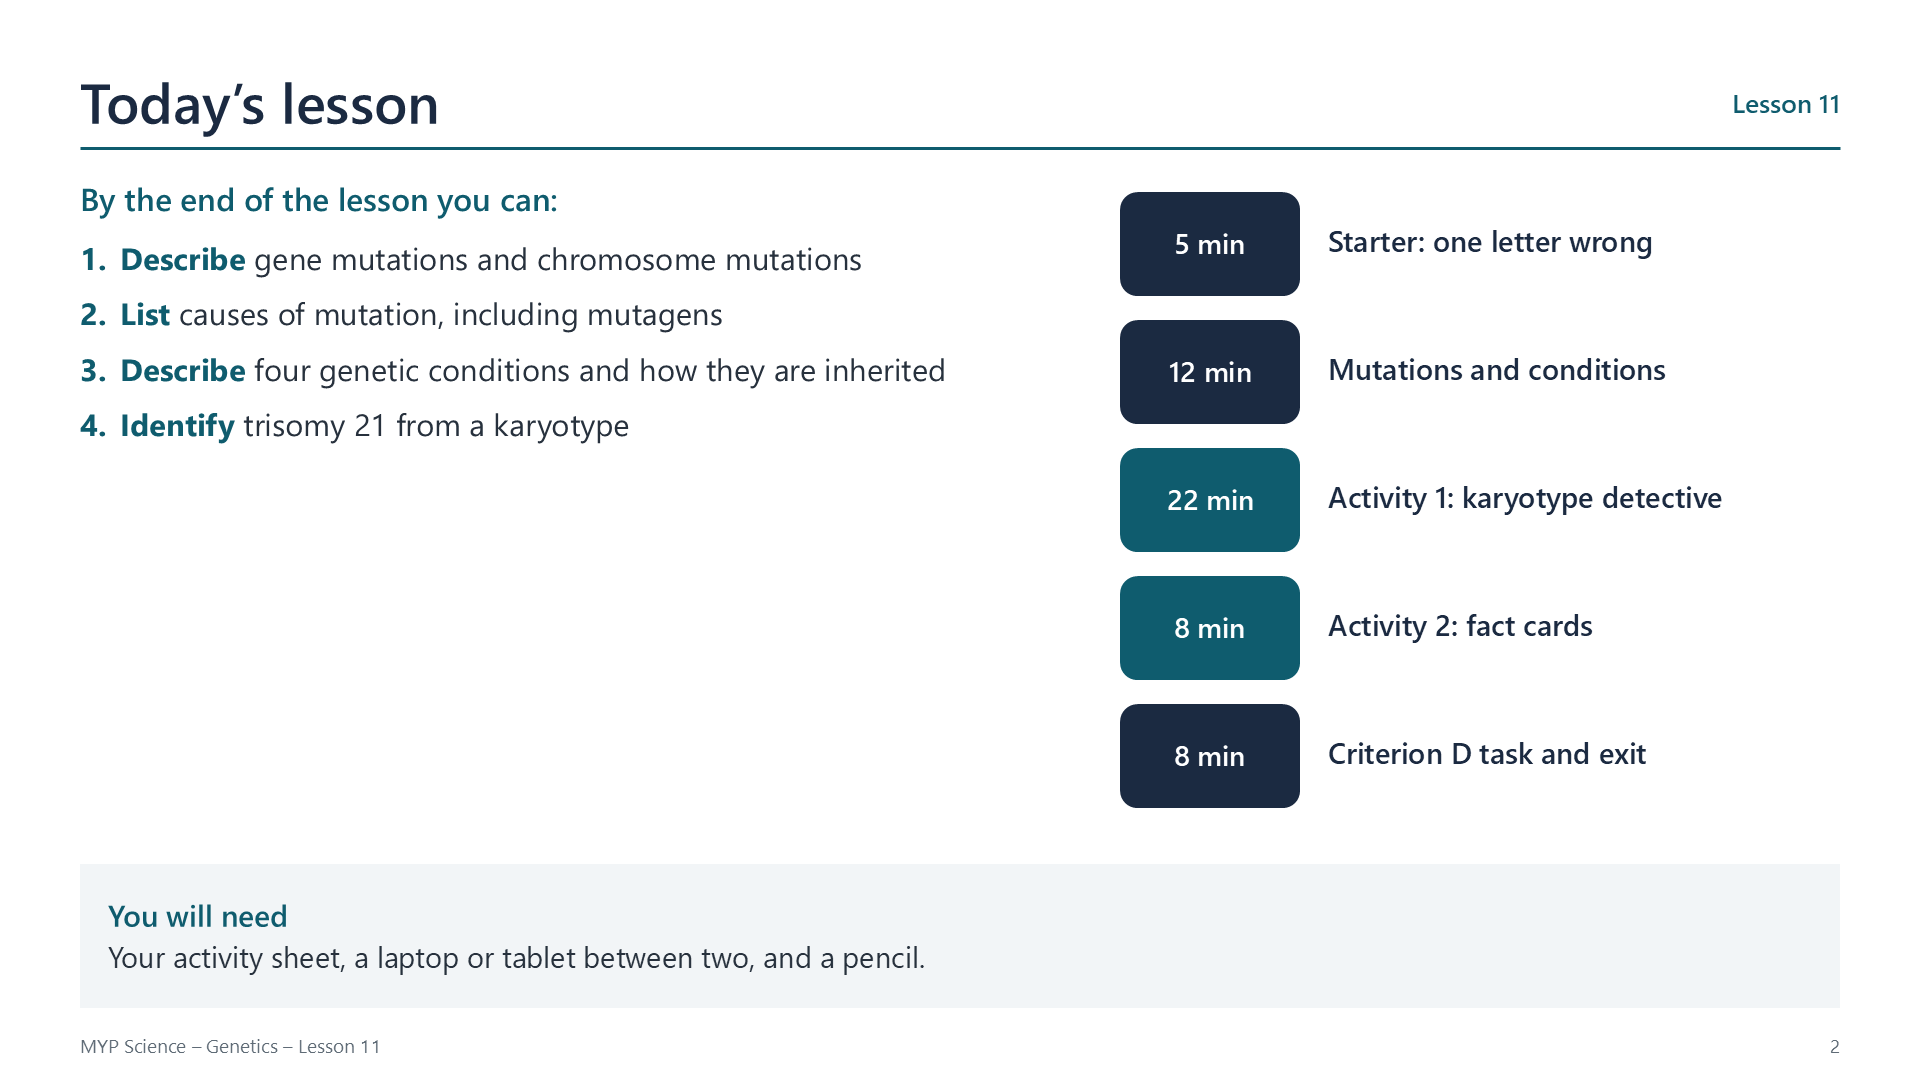 Today’s lesson
Lesson 11
By the end of the lesson you can:
1. Describe gene mutations and chromosome mutations
2. List causes of mutation, including mutagens
3. Describe four genetic conditions and how they are inherited
4. Identify trisomy 21 from a karyotype
5 min
Starter: one letter wrong
12 min
Mutations and conditions
22 min
Activity 1: karyotype detective
8 min
Activity 2: fact cards
8 min
Criterion D task and exit
You will need
Your activity sheet, a laptop or tablet between two, and a pencil.
MYP Science – Genetics – Lesson 11
2